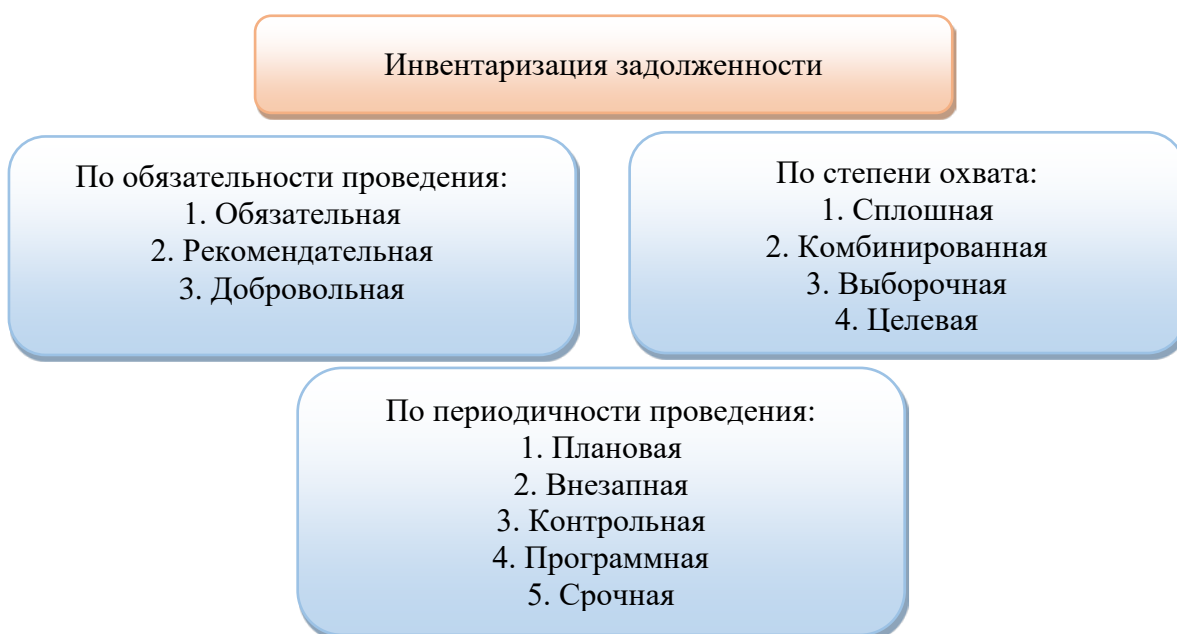 Инвентаризация задолженности
По обязательности проведения:
1. Обязательная
2. Рекомендательная
3. Добровольная
По степени охвата:
1. Сплошная
2. Комбинированная
3. Выборочная
4. Целевая
По периодичности проведения:
1. Плановая
2. Внезапная
3. Контрольная
4. Программная
5. Срочная